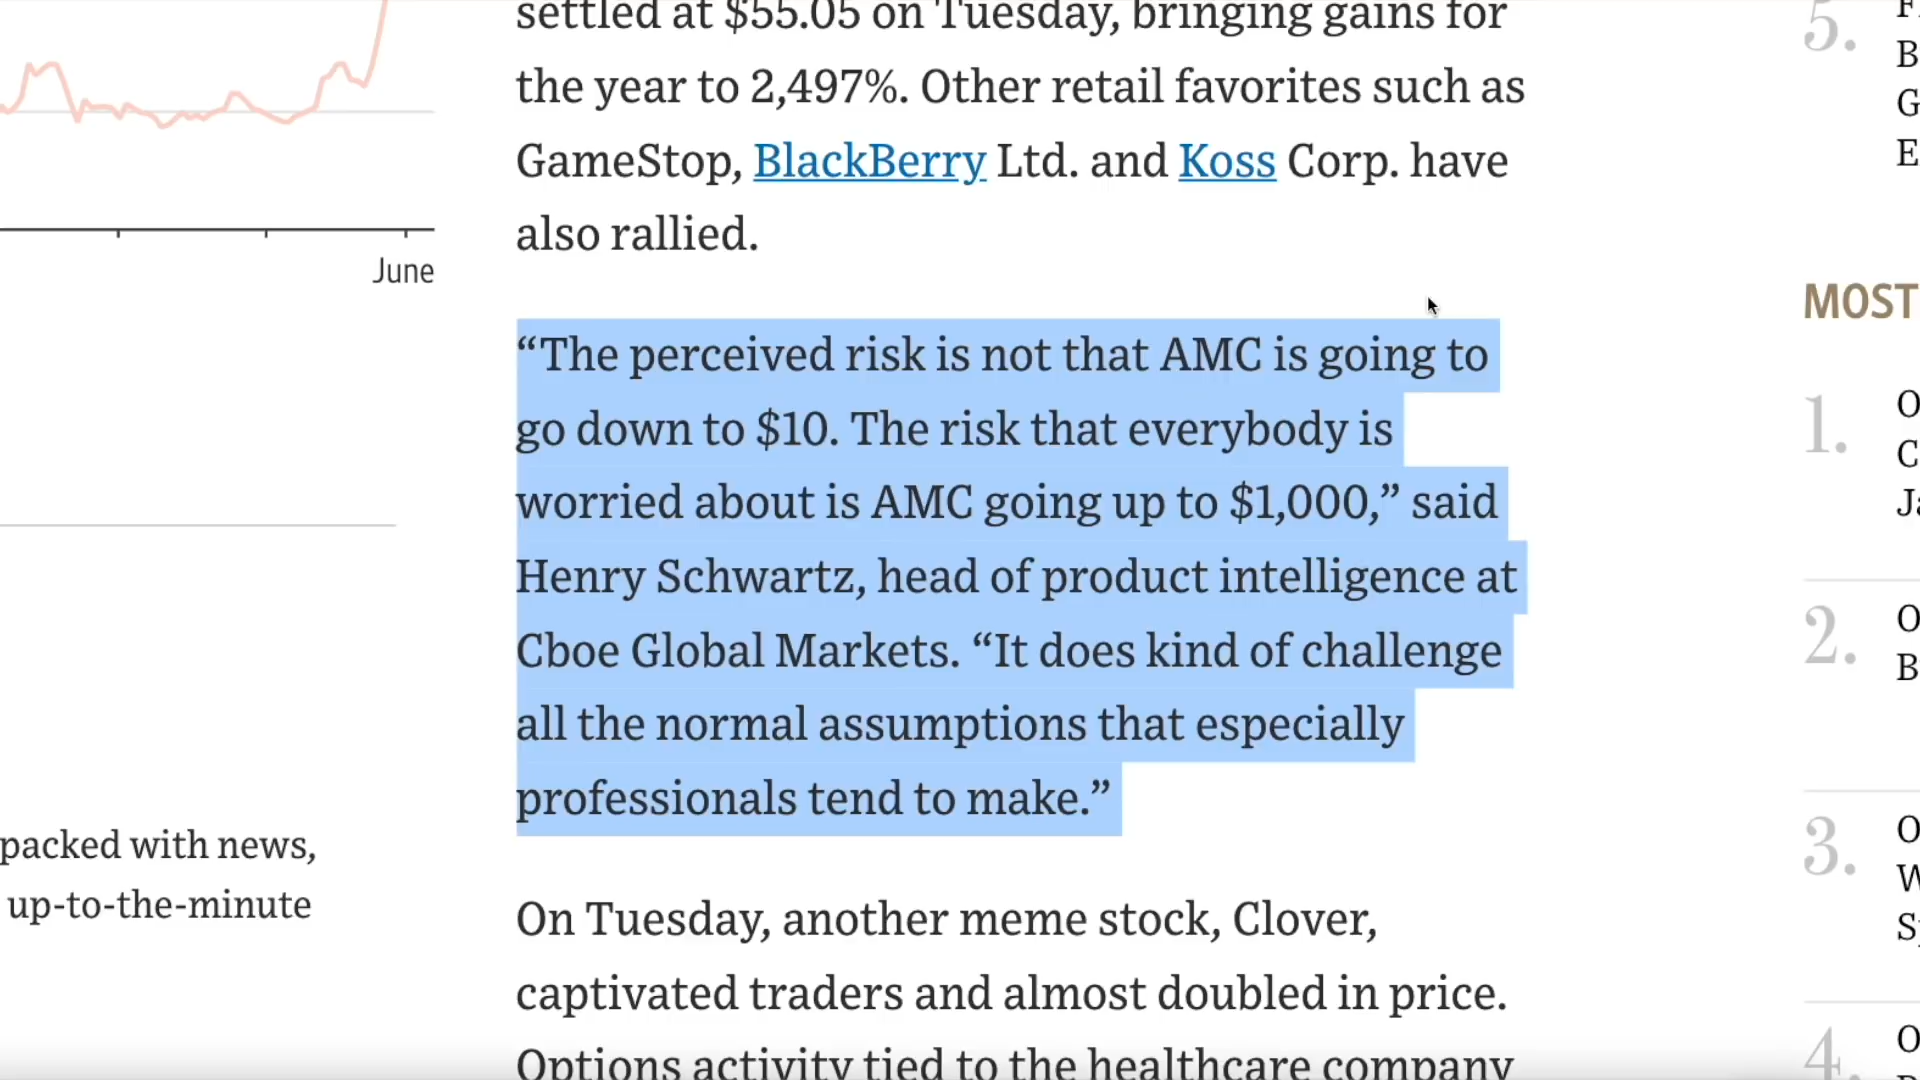 settled at $55.05 on Tuesday, bringing gains for
the year to 2,497%. Other retail favorites such as
GameStop, BlackBerry Ltd. and Koss Corp. have
also rallied.
June
“The perceived risk is not that AMC is going to
go down to $10. The risk that everybody is
worried about is AMC going up to $1,000,” said
Henry Schwartz, head of product intelligence at
Cboe Global Markets. “It does kind of challenge
all the normal assumptions that especially
professionals tend to make.”
packed with news,
up-to-the-minute
On Tuesday, another meme stock, Clover,
captivated traders and almost doubled in price.
Options activity tied to the healthcare company
5.
MOST
1.
2.
3.
4.